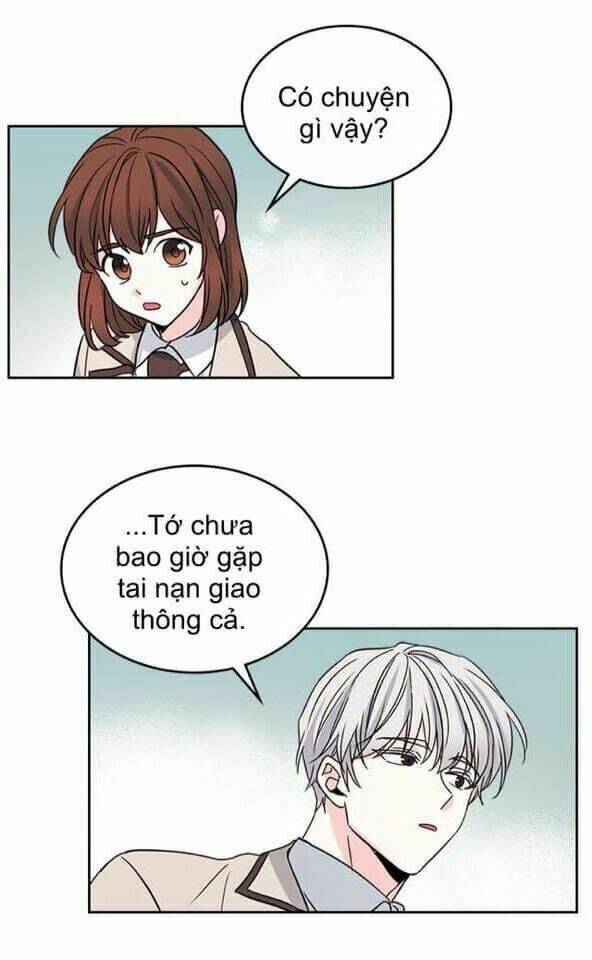 Có chuyện
gì vậy?
...Tớ chưa
bao giờ gặp
tai nạn giao
thông cả.